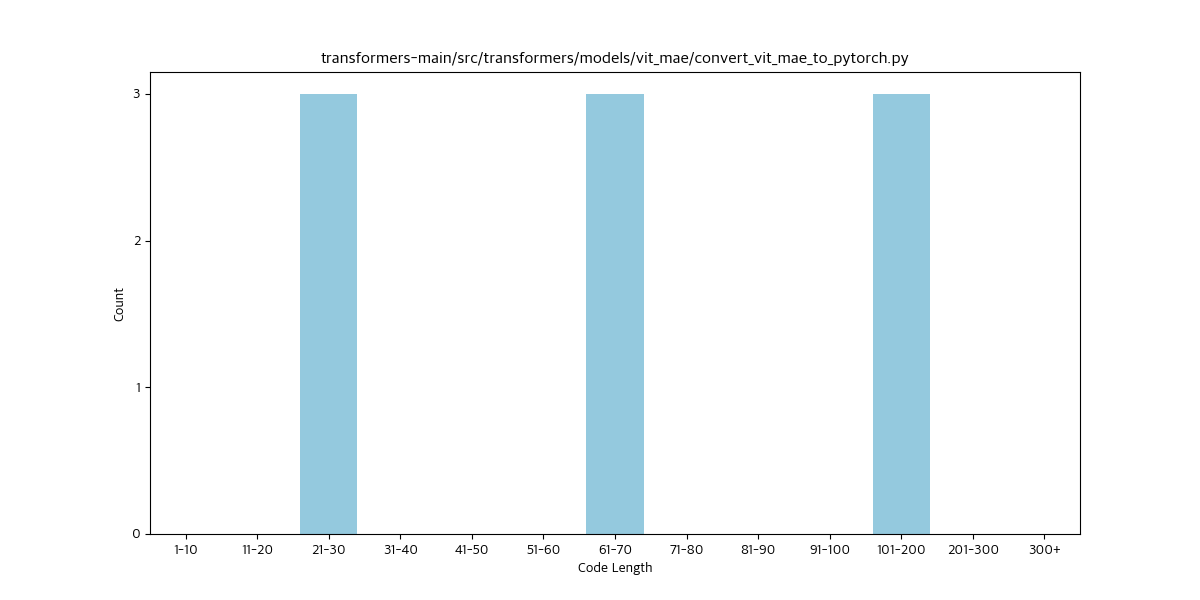 transformers-main/src/transformers/models/vit_mae/convert_vit_mae_to_pytorch.py
3
2
1
0
Count
1-10 11-20 21-30 31-40 41-50 51-60 61-70 71-80 81-90 91-100 101-200 201-300 300+
Code Length